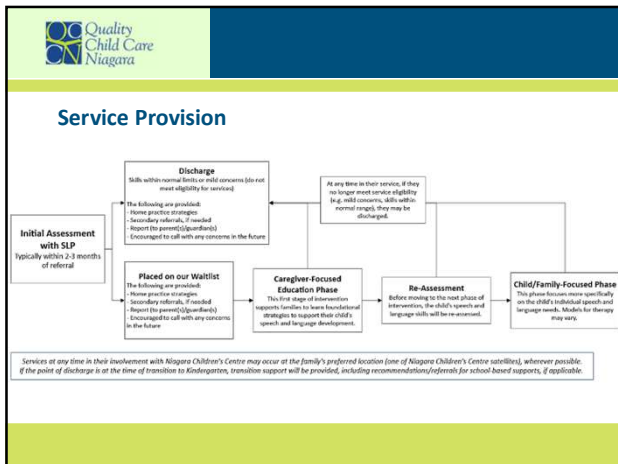 Quality
Child Care
Niagara
Service Provision
Discharge
Skills within normal limits or mild concerns (do not
meet eligibility for services)
The following are provided:
- Home practice strategies
- Secondary referrals, if needed
- Report (to parent(s)/guardian(s)
- Encouraged to call with any concerns in the future
At any time in their service, if they
no longer meet service eligibility
(e.g. mild concerns, skills within
normal range), they may be
discharged.
Initial Assessment
with SLP
Typically within 2-3 months
of referral
Placed on our Waitlist
The following are provided:
- Home practice strategies
- Secondary referrals, if needed
- Report (to parent(s)/guardian(s)
- Encouraged to call with any concerns
in the future
Caregiver-Focused
Education Phase
This first stage of intervention
supports families to learn foundational
strategies to support their child's
speech and language development.
Re-Assessment
Before moving to the next phase of
intervention, the child's speech and
language skills will be re-assessed.
Child/Family-Focused Phase
This phase focuses more specifically
on the child's individual speech and
language needs. Models for therapy
may vary.
Services at any time in their involvement with Niagara Children's Centre may occur at the family's preferred location (one of Niagara Children's Centre satellites), wherever possible.
If the point of discharge is at the time of transition to Kindergarten, transition support will be provided, including recommendations/referrals for school-based supports, if applicable.